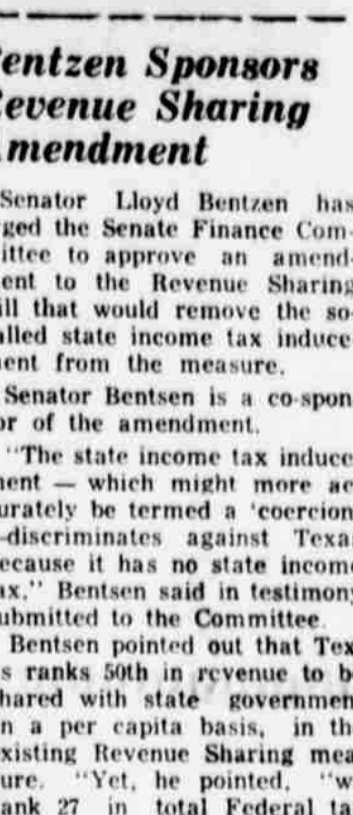 entzen Sponsors
evenue Sharing
mendment
Senator Lloyd Bentzen has
ged the Senate Finance Com-
ittee to approve an amend-
ent to the Revenue Sharing
ill that would remove the so-
alled state income tax induce-
ent from the measure.
Senator Bentsen is a co-spon
or of the amendment.
"The state income tax induce
ment — which might more ac
urately be termed a 'coercion
—discriminates against Texas
ecause it has no state income
ax," Bentsen said in testimony
ubmitted to the Committee.
Bentsen pointed out that Tex
s ranks 50th in revenue to b
hared with state governmen
n a per capita basis, in th
xisting Revenue Sharing mea
ure. "Yet, he pointed, "w
ank 27 in total Federal ta